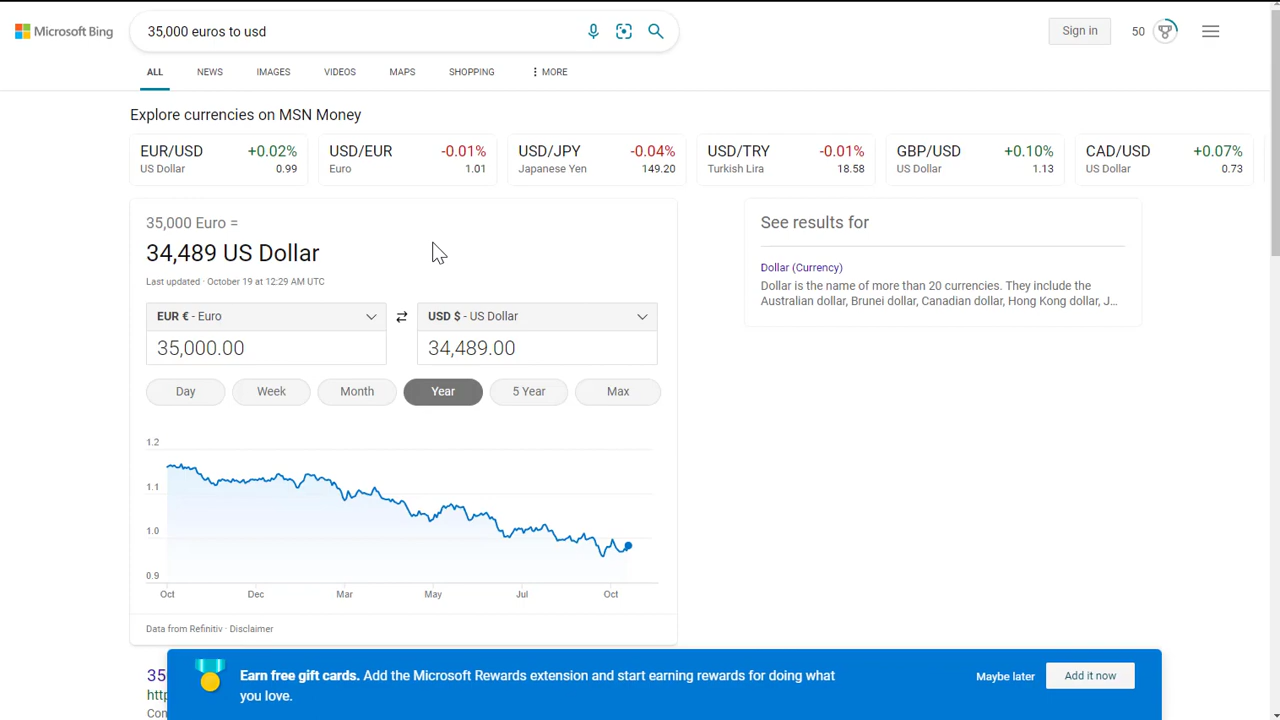 Microsoft Bing
35,000 euros to usd
Sign in
50
ALL
NEWS
IMAGES
VIDEOS
MAPS
SHOPPING
MORE
Explore currencies on MSN Money
EUR/USD +0.02%
US Dollar 0.99
USD/EUR -0.01%
Euro 1.01
USD/JPY -0.04%
Japanese Yen 149.20
USD/TRY -0.01%
Turkish Lira 18.58
GBP/USD +0.10%
US Dollar 1.13
CAD/USD +0.07%
US Dollar 0.73
35,000 Euro =
34,489 US Dollar
Last updated · October 19 at 12:29 AM UTC
EUR € - Euro
USD $ - US Dollar
35,000.00
34,489.00
Day
Week
Month
Year
5 Year
Max
1.2
1.1
1.0
0.9
Oct Dec Mar May Jul Oct
Data from Refinitiv · Disclaimer
See results for
Dollar (Currency)
Dollar is the name of more than 20 currencies. They include the
Australian dollar, Brunei dollar, Canadian dollar, Hong Kong dollar, J...
35
http
Con
Earn free gift cards. Add the Microsoft Rewards extension and start earning rewards for doing what
you love.
Maybe later
Add it now